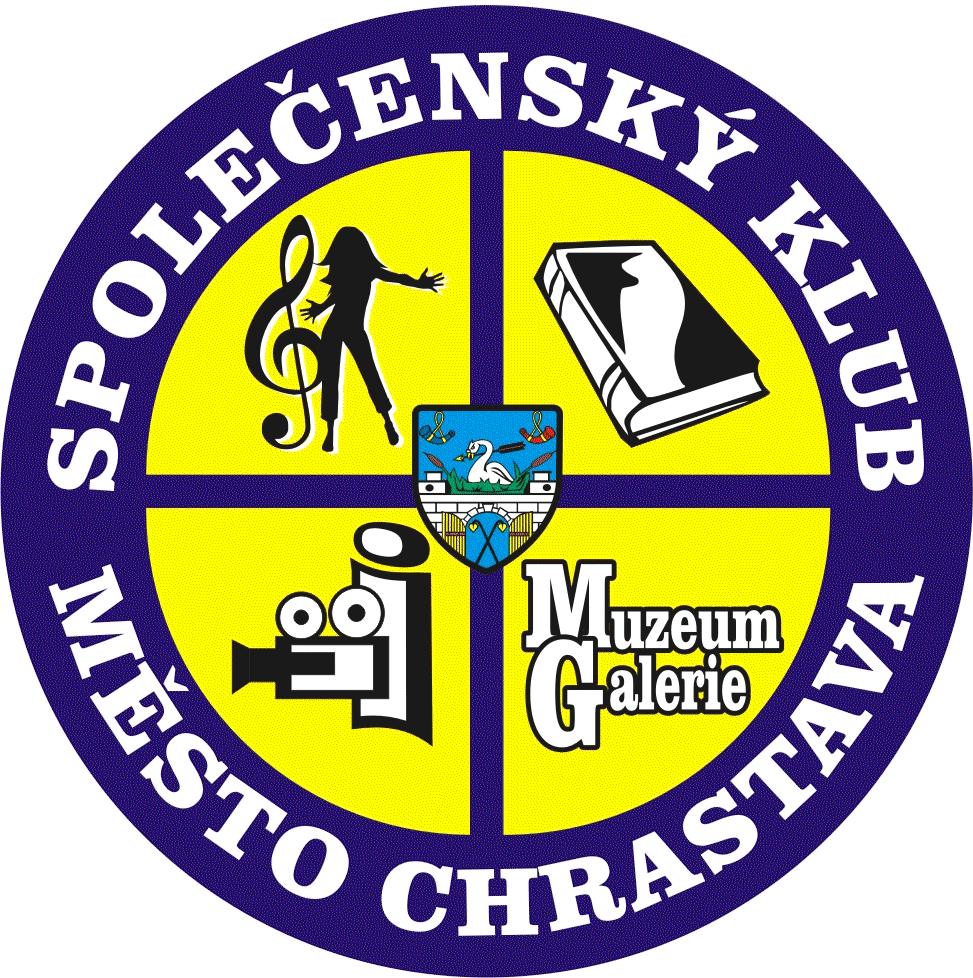 SPOLEČENSKÝ KLUB
Muzeum
Galerie
MĚSTO CHRASTAVA